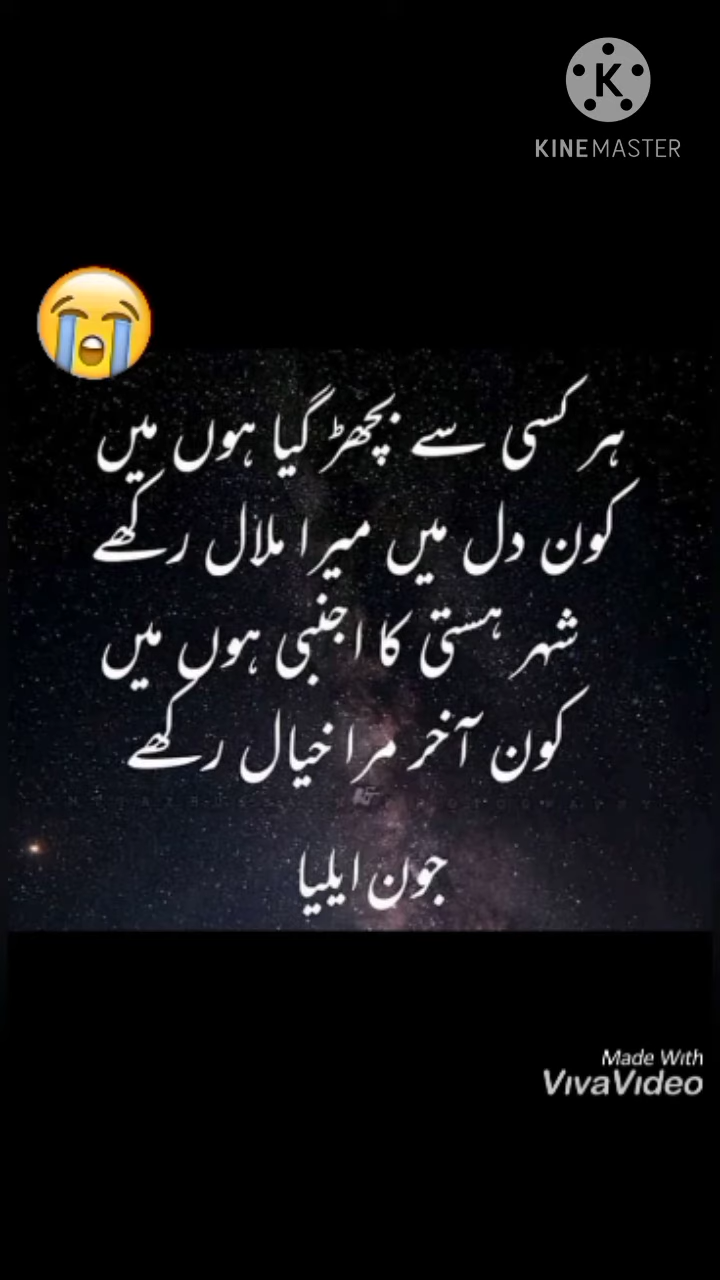 KINEMASTER
ہر کسی سے بچھڑ گیا ہوں میں
کون دل میں میرا ملال رکھے
شہر ہستی کا اجنبی ہوں میں
کون آخر مرا خیال رکھے
جون ایلیا
Made With
VivaVideo